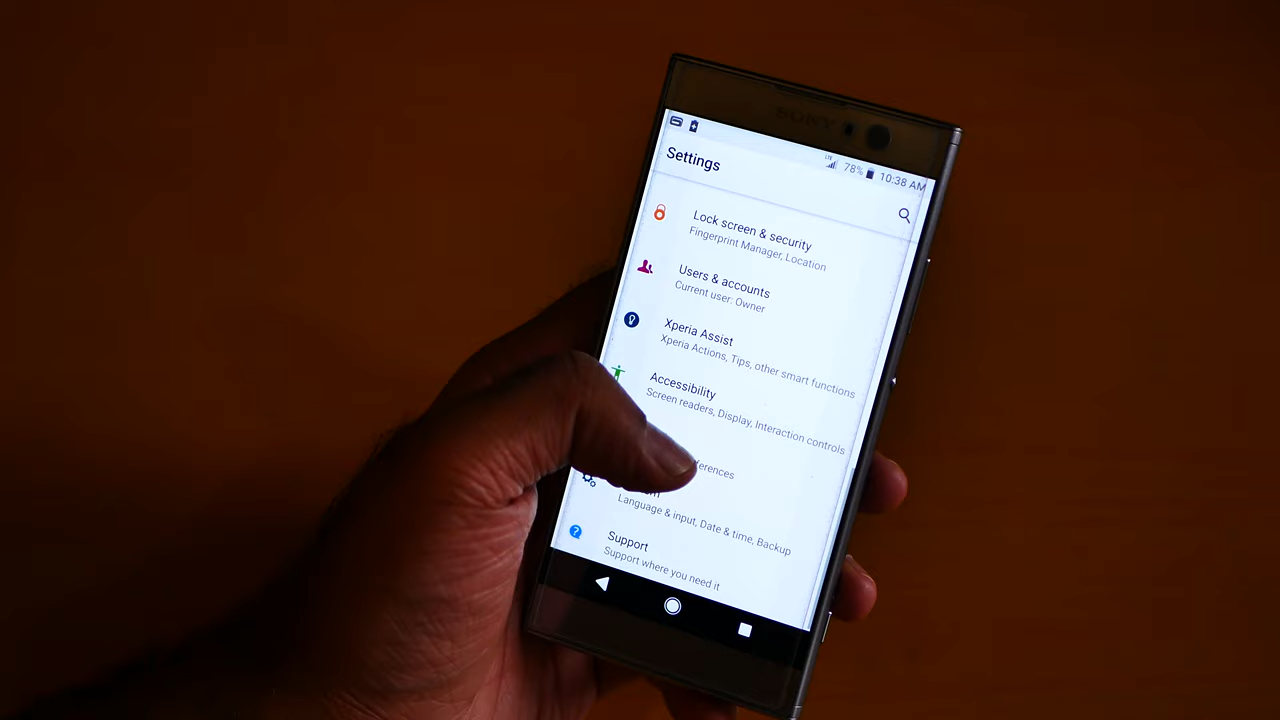 SONY
LTE 78% 10:38 AM
Settings
Lock screen & security
Fingerprint Manager, Location
Users & accounts
Current user: Owner
Xperia Assist
Xperia Actions, Tips, other smart functions
Accessibility
Screen readers, Display, Interaction controls
Language & input, Date & time, Backup
Support
Support where you need it